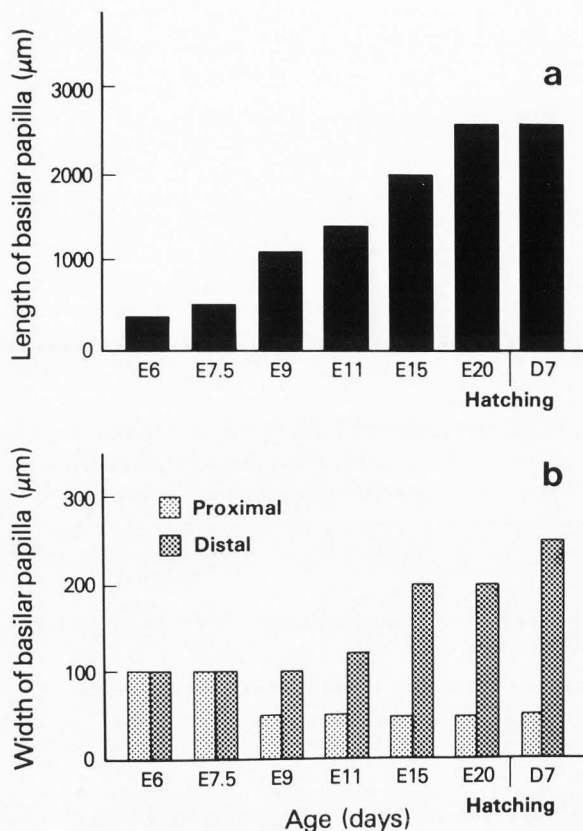 a
Length of basilar papilla (μm)
3000
2000
1000
0
E6 E7.5 E9 E11 E15 E20 D7
Hatching
b
Width of basilar papilla (μm)
300
200
100
0
Proximal
Distal
E6 E7.5 E9 E11 E15 E20 D7
Hatching
Age (days)